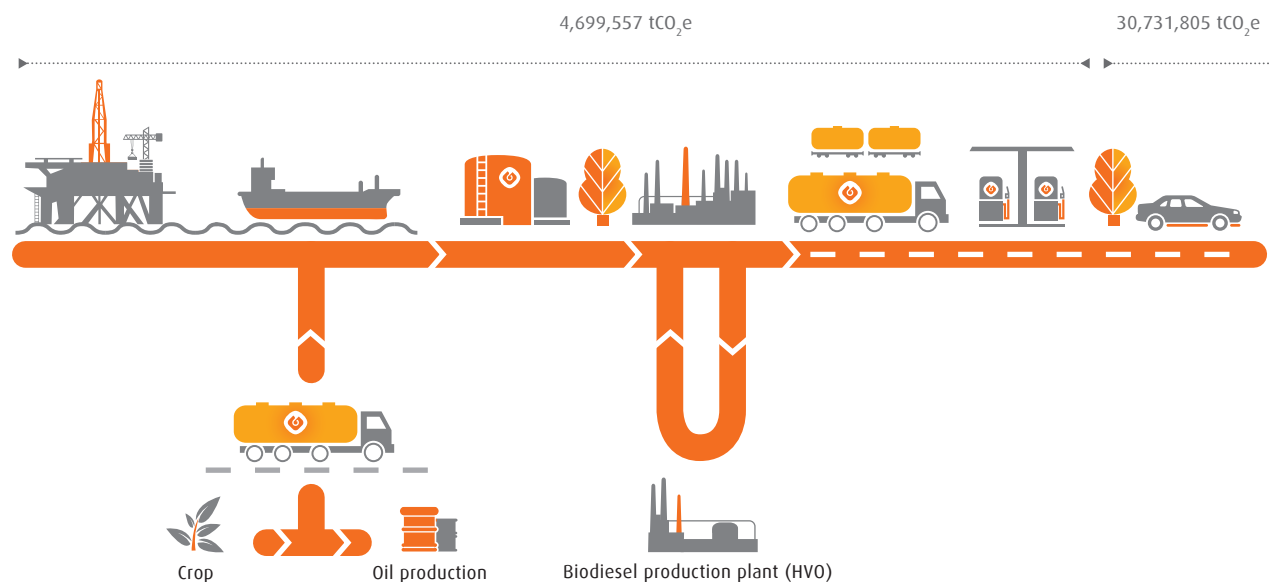 4,699,557 tCO₂e
30,731,805 tCO₂e
Crop
Oil production
Biodiesel production plant (HVO)